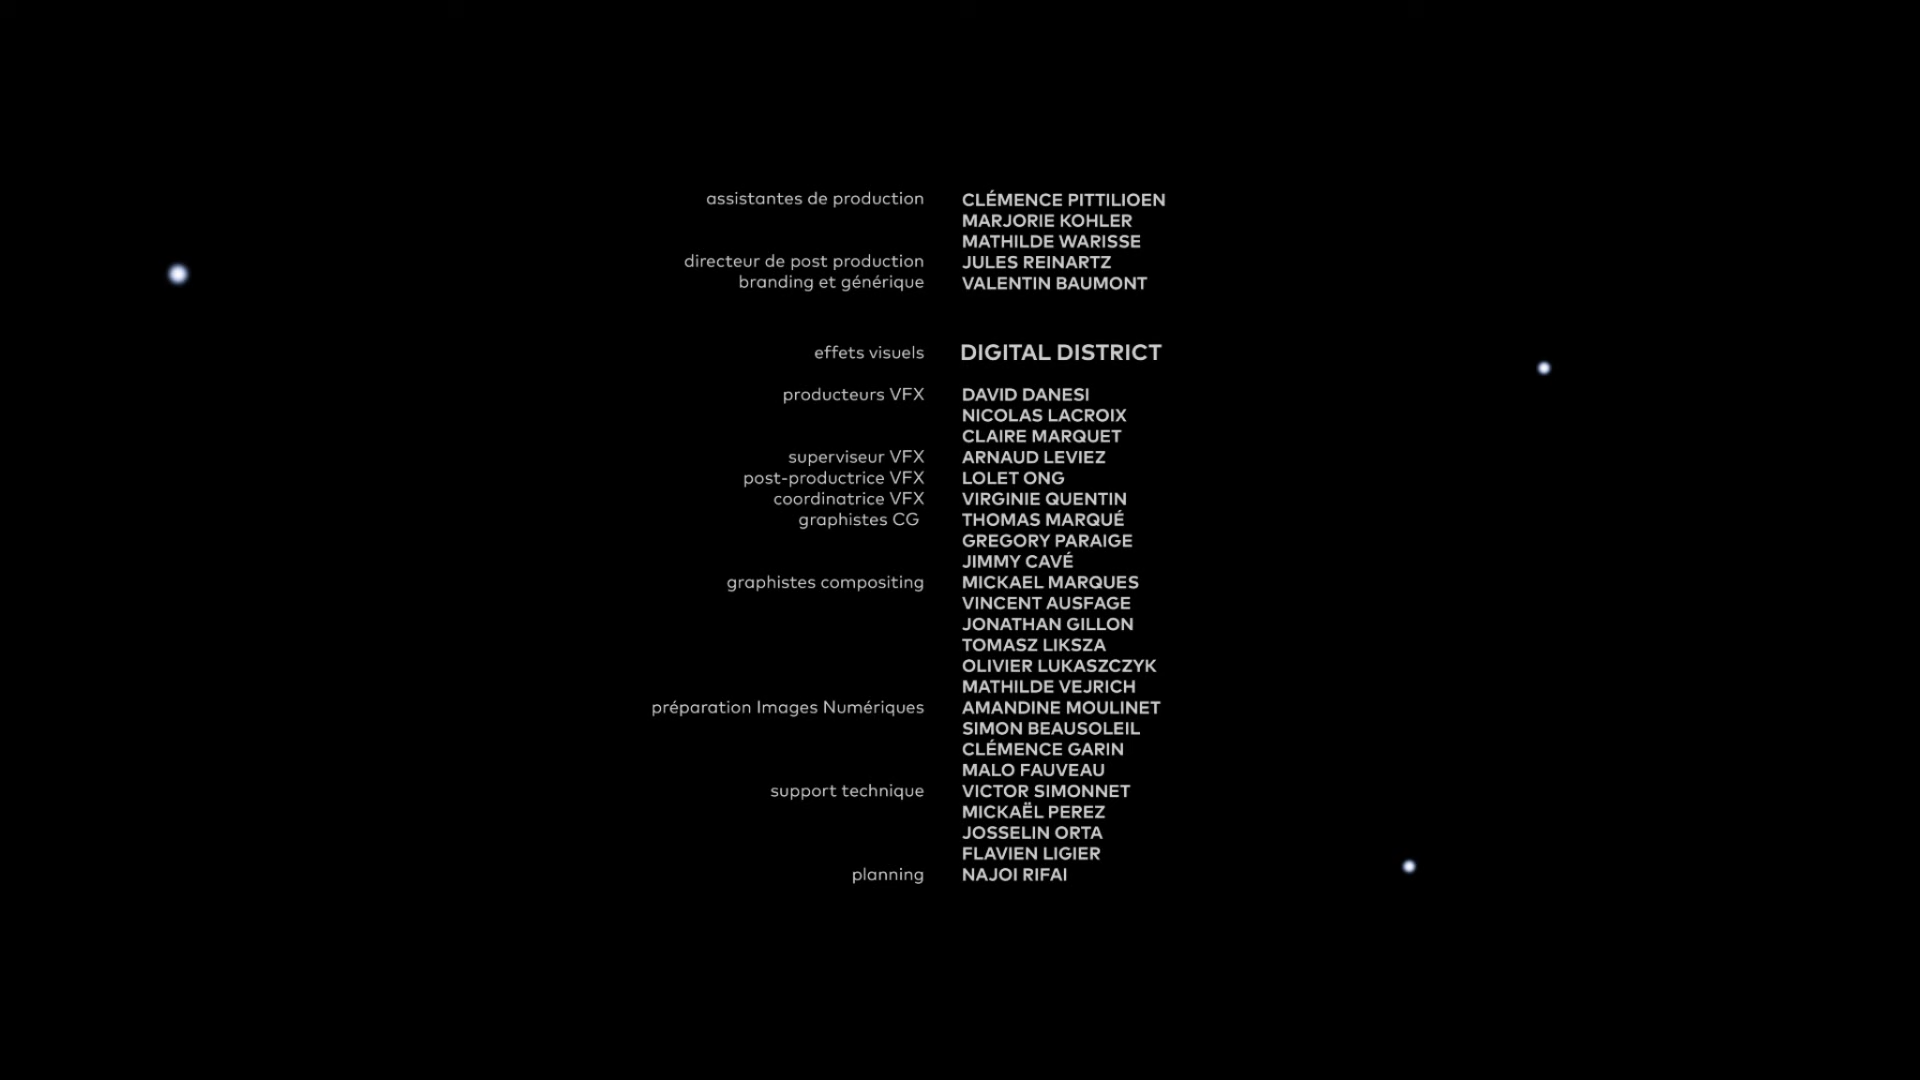 assistantes de production CLÉMENCE PITTILIOEN
MARJORIE KOHLER
MATHILDE WARISSE
directeur de post production JULES REINARTZ
branding et générique VALENTIN BAUMONT
effets visuels DIGITAL DISTRICT
producteurs VFX DAVID DANESI
NICOLAS LACROIX
CLAIRE MARQUET
superviseur VFX ARNAUD LEVIEZ
post-productrice VFX LOLET ONG
coordinatrice VFX VIRGINIE QUENTIN
graphistes CG THOMAS MARQUÉ
GREGORY PARAIGE
JIMMY CAVÉ
graphistes compositing MICKAEL MARQUES
VINCENT AUSFAGE
JONATHAN GILLON
TOMASZ LIKSZA
OLIVIER LUKASZCZYK
MATHILDE VEJRICH
préparation Images Numériques AMANDINE MOULINET
SIMON BEAUSOLEIL
CLÉMENCE GARIN
MALO FAUVEAU
support technique VICTOR SIMONNET
MICKAËL PEREZ
JOSSELIN ORTA
FLAVIEN LIGIER
planning NAJOI RIFAI